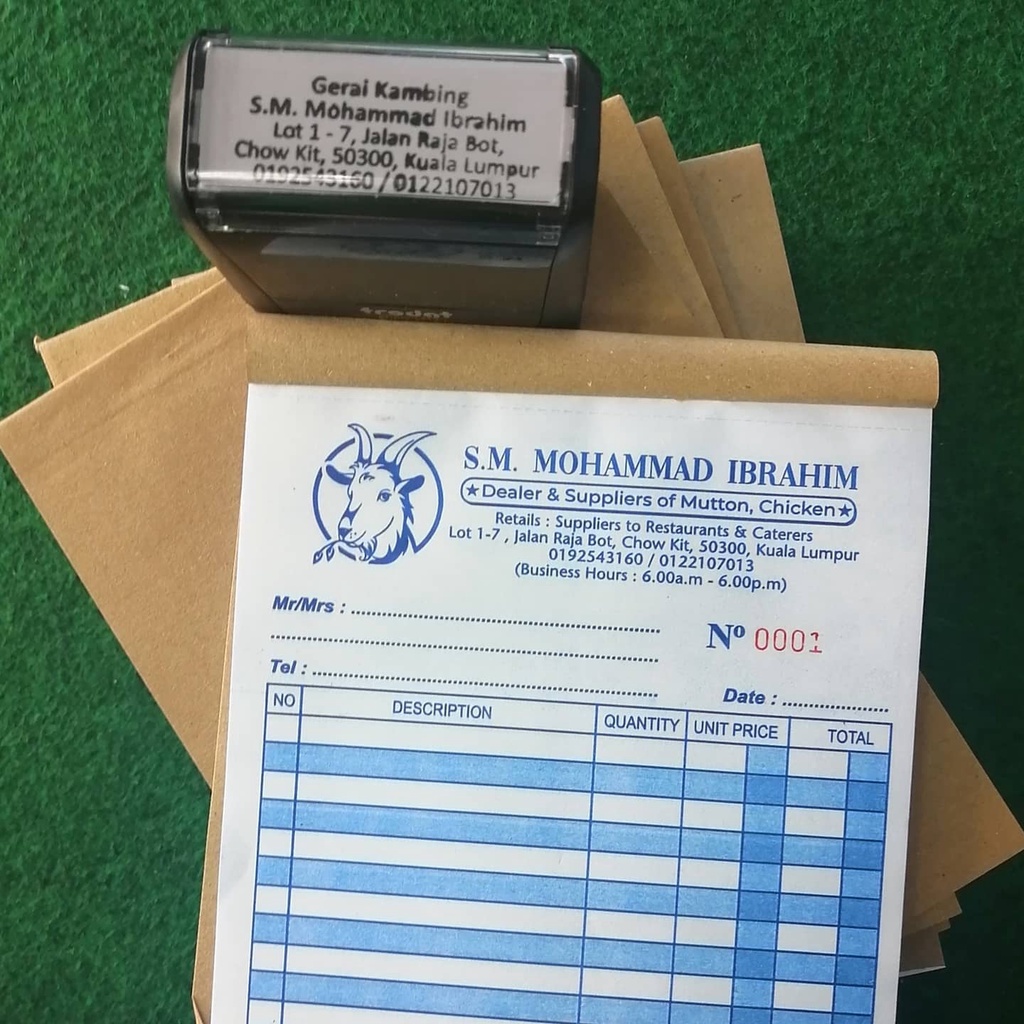 Gerai Kambing
S.M. Mohammad Ibrahim
Lot 1 - 7, Jalan Raja Bot,
Chow Kit, 50300, Kuala Lumpur
0192543160 / 0122107013
trodat
S.M. MOHAMMAD IBRAHIM
★Dealer & Suppliers of Mutton, Chicken★
Retails : Suppliers to Restaurants & Caterers
Lot 1-7 , Jalan Raja Bot, Chow Kit, 50300, Kuala Lumpur
0192543160 / 0122107013
(Business Hours : 6.00a.m - 6.00p.m)
Mr/Mrs :
Nº 0001
Tel :
Date :
NO DESCRIPTION QUANTITY UNIT PRICE TOTAL